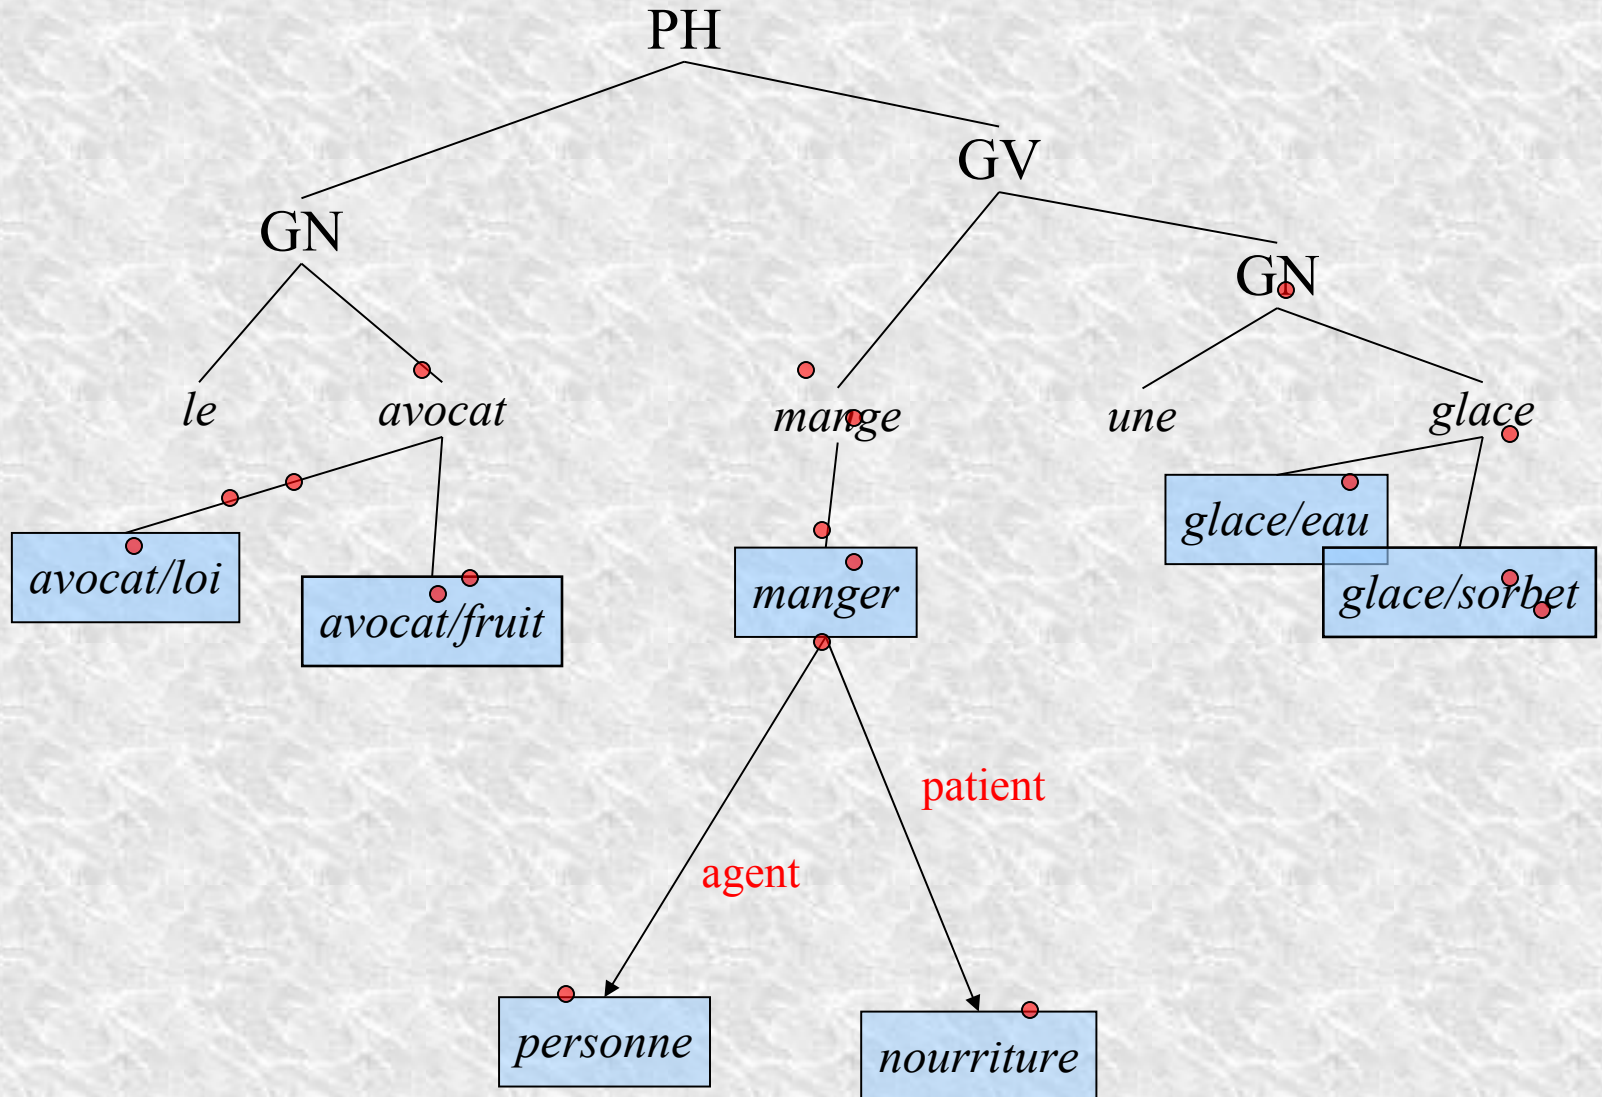 PH
GV
GN
GN
le
avocat
mange
une
glace
glace/eau
avocat/loi
avocat/fruit
manger
glace/sorbet
patient
agent
personne
nourriture